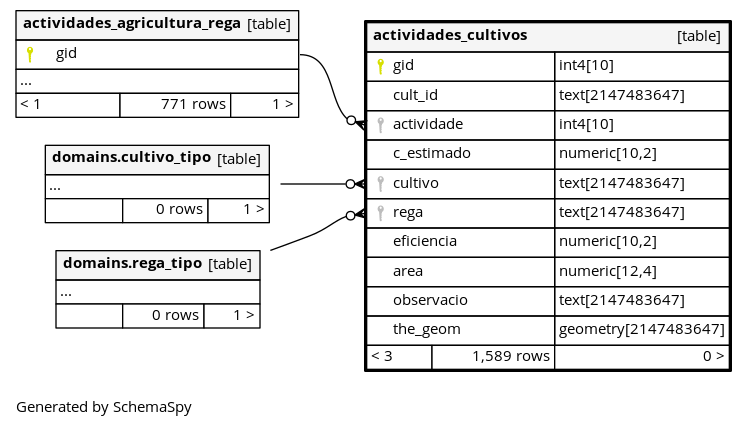 actividades_agricultura_rega [table]
gid
...
< 1 771 rows 1 >
domains.cultivo_tipo [table]
...
0 rows 1 >
domains.rega_tipo [table]
...
0 rows 1 >
actividades_cultivos [table]
gid int4[10]
cult_id text[2147483647]
actividade int4[10]
c_estimado numeric[10,2]
cultivo text[2147483647]
rega text[2147483647]
eficiencia numeric[10,2]
area numeric[12,4]
observacio text[2147483647]
the_geom geometry[2147483647]
< 3 1,589 rows 0 >
Generated by SchemaSpy